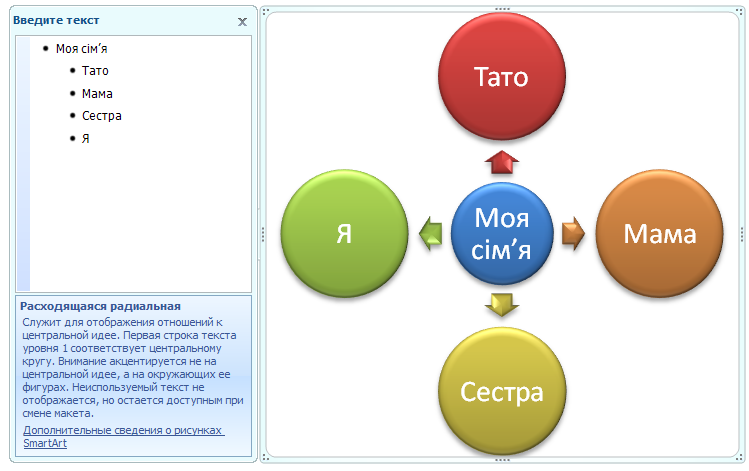 Введите текст
Моя сім’я
Тато
Мама
Сестра
Я
Расходящаяся радиальная
Служит для отображения отношений к
центральной идее. Первая строка текста
уровня 1 соответствует центральному
кругу. Внимание акцентируется не на
центральной идее, а на окружающих ее
фигурах. Неиспользуемый текст не
отображается, но остается доступным при
смене макета.
Дополнительные сведения о рисунках
SmartArt
Тато
Я
Моя
сім’я
Мама
Сестра